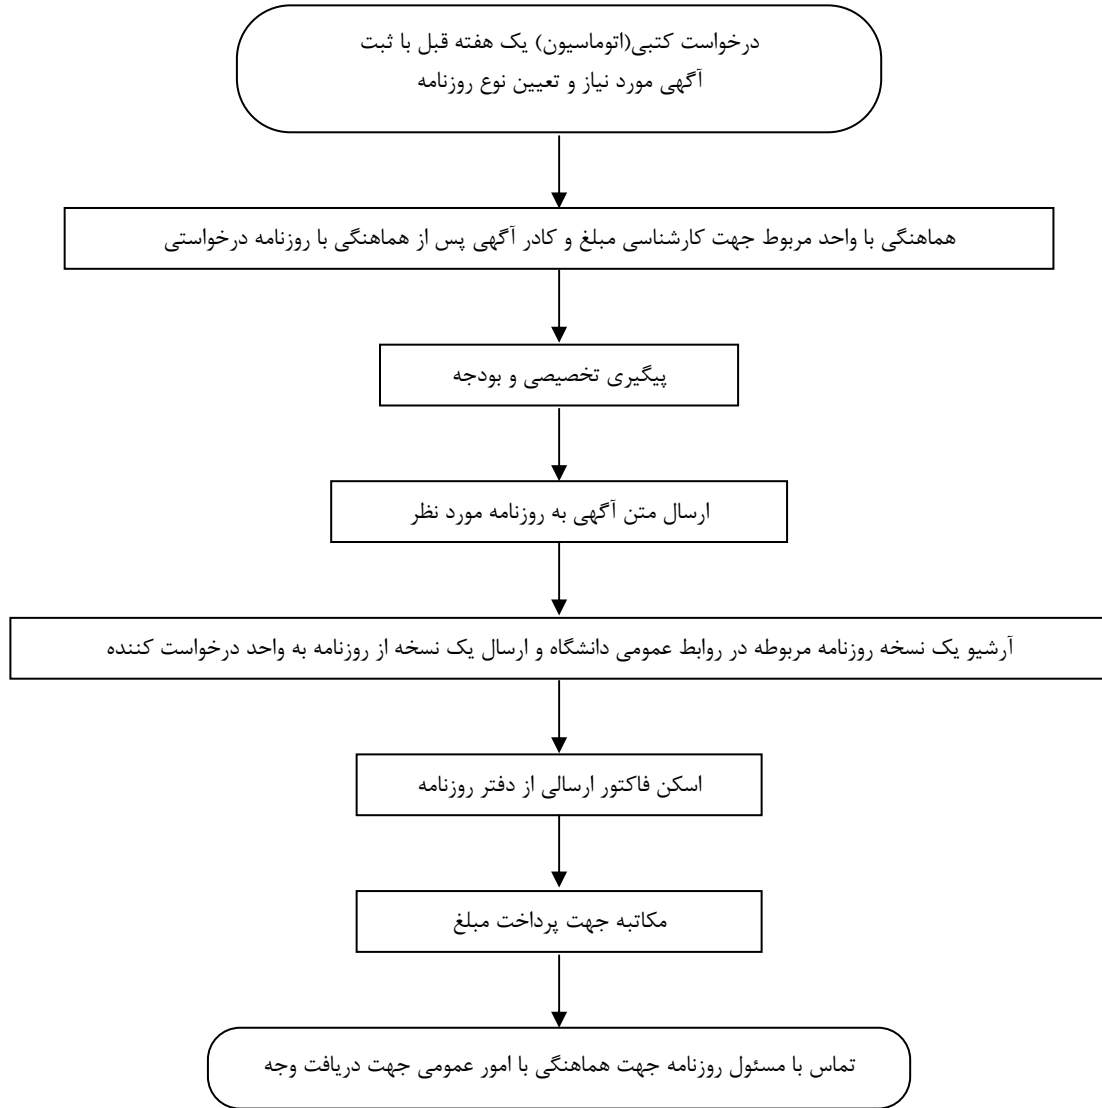 درخواست کتبی(اتوماسیون) یک هفته قبل با ثبت
آگهی مورد نیاز و تعیین نوع روزنامه
هماهنگی با واحد مربوط جهت کارشناسی مبلغ و کادر آگهی پس از هماهنگی با روزنامه درخواستی
پیگیری تخصیصی و بودجه
ارسال متن آگهی به روزنامه مورد نظر
آرشیو یک نسخه روزنامه مربوطه در روابط عمومی دانشگاه و ارسال یک نسخه از روزنامه به واحد درخواست کننده
اسکن فاکتور ارسالی از دفتر روزنامه
مکاتبه جهت پرداخت مبلغ
تماس با مسئول روزنامه جهت هماهنگی با امور عمومی جهت دریافت وجه